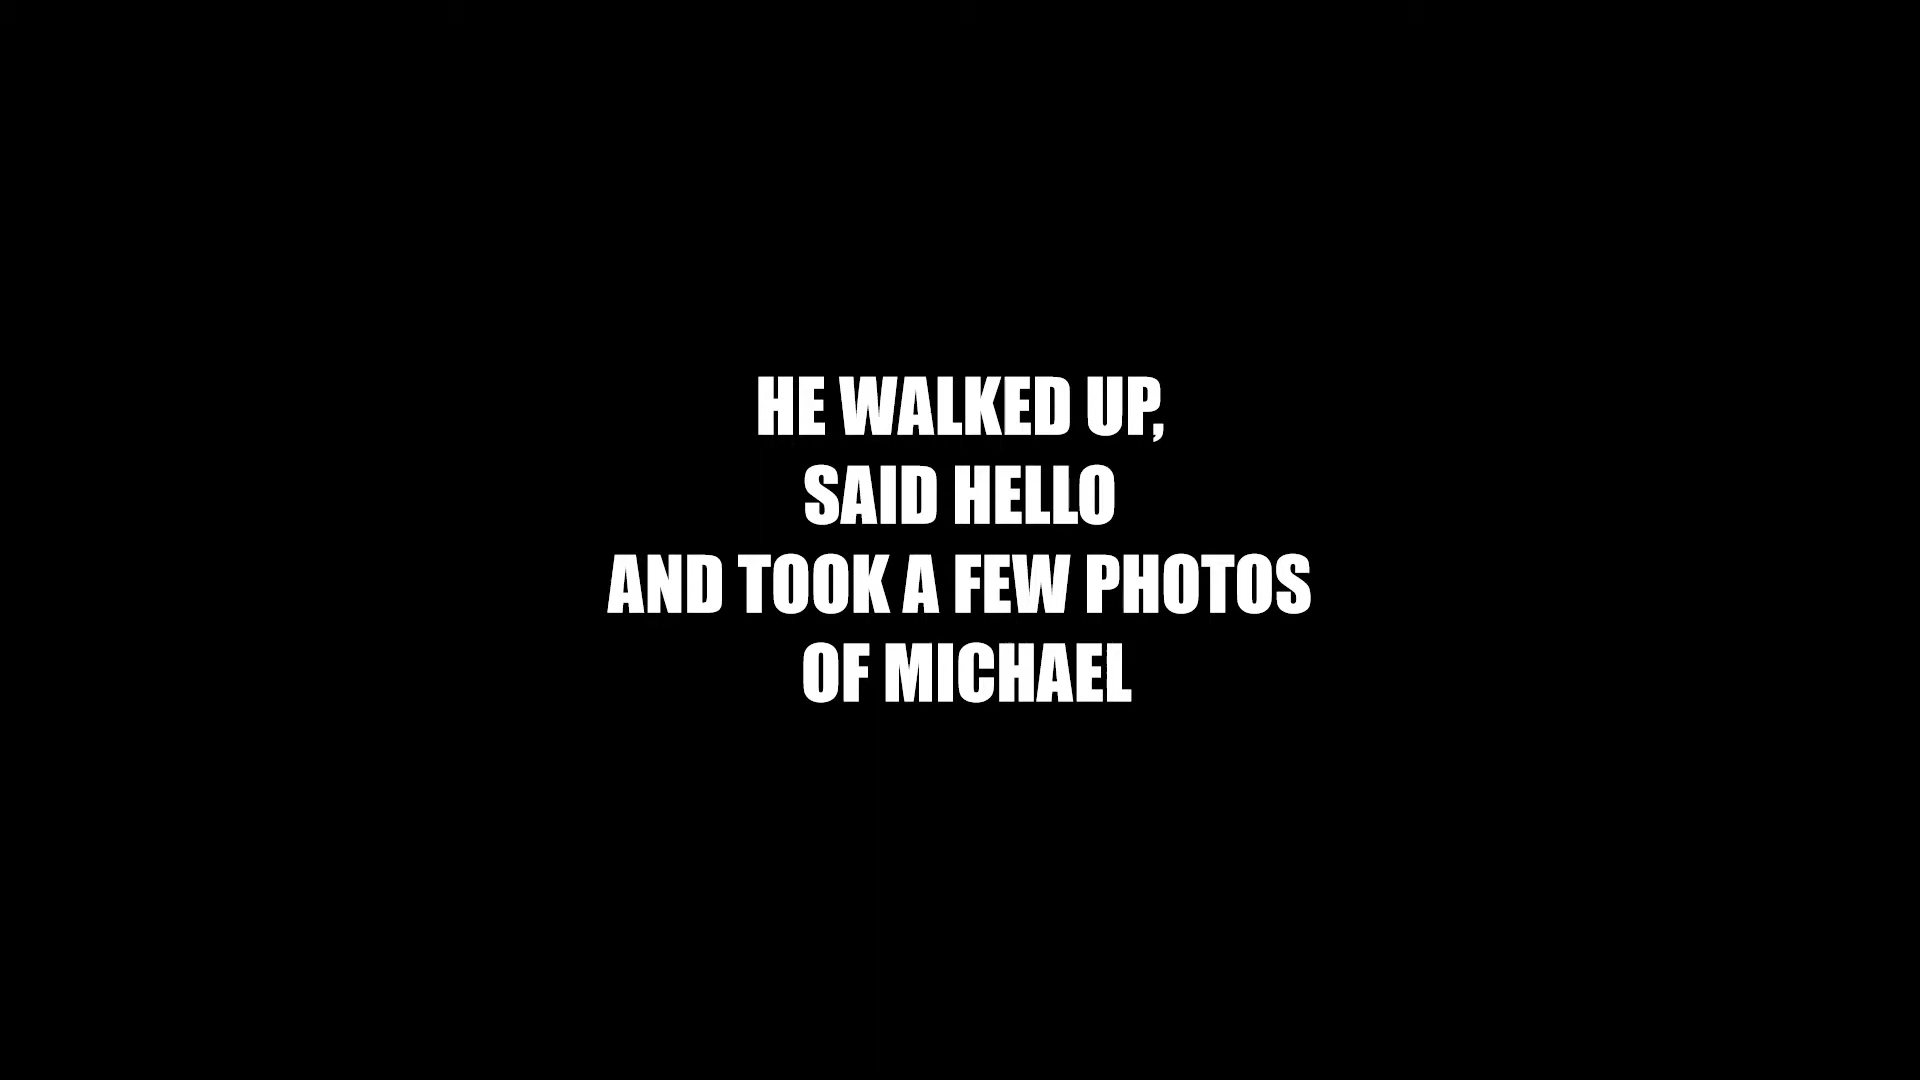 HE WALKED UP,
SAID HELLO
AND TOOK A FEW PHOTOS
OF MICHAEL